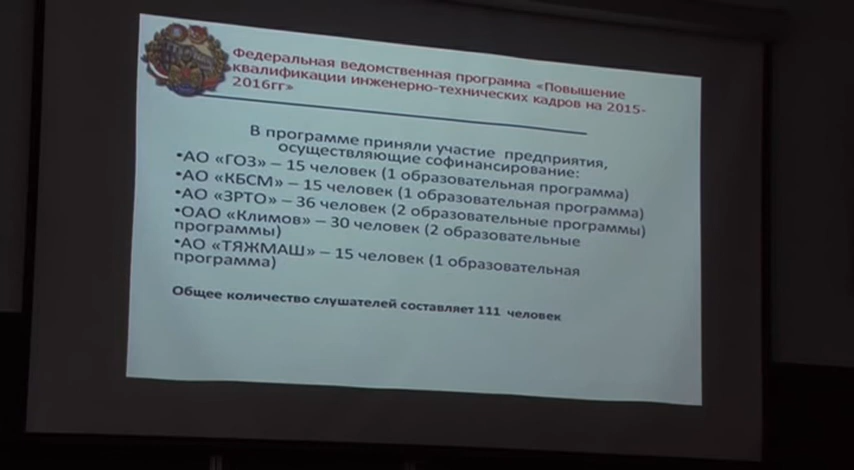 Федеральная ведомственная программа «Повышение
квалификации инженерно-технических кадров на 2015-
2016гг»
В программе приняли участие предприятия,
осуществляющие софинансирование:
•АО «ГОЗ» – 15 человек (1 образовательная программа)
•АО «КБСМ» – 15 человек (1 образовательная программа)
•АО «ЗРТО» – 36 человек (2 образовательные программы)
•ОАО «Климов» – 30 человек (2 образовательные
программы)
•АО «ТЯЖМАШ» – 15 человек (1 образовательная
программа)
Общее количество слушателей составляет 111 человек